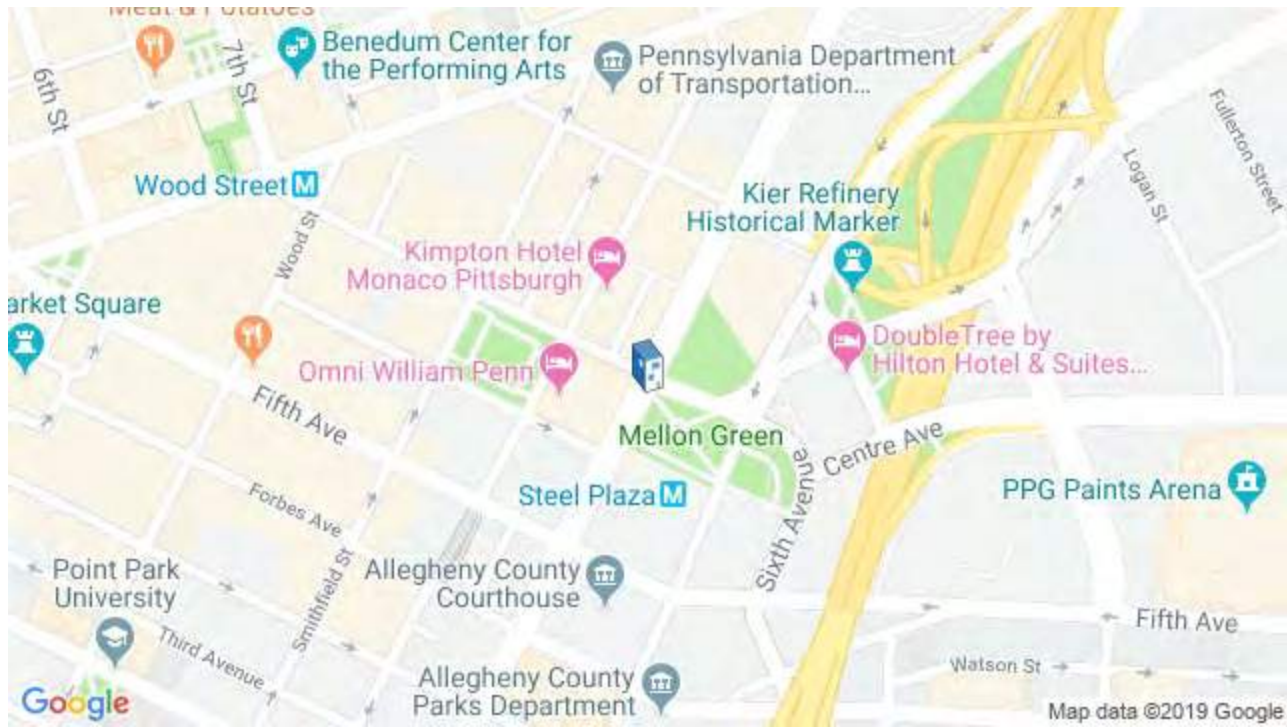 Meat & Potatoes
6th St
7th St
Benedum Center for
the Performing Arts
Pennsylvania Department
of Transportation...
Fullerton Street
Logan St
Wood Street M
Wood St
Kier Refinery
Historical Marker
Kimpton Hotel
Monaco Pittsburgh
arket Square
Omni William Penn
DoubleTree by
Hilton Hotel & Suites...
Fifth Ave
Mellon Green
Centre Ave
Steel Plaza M
PPG Paints Arena
Forbes Ave
Sixth Avenue
Smithfield St
Point Park
University
Allegheny County
Courthouse
Fifth Ave
Third Avenue
Watson St
Allegheny County
Parks Department
Google
Map data ©2019 Google